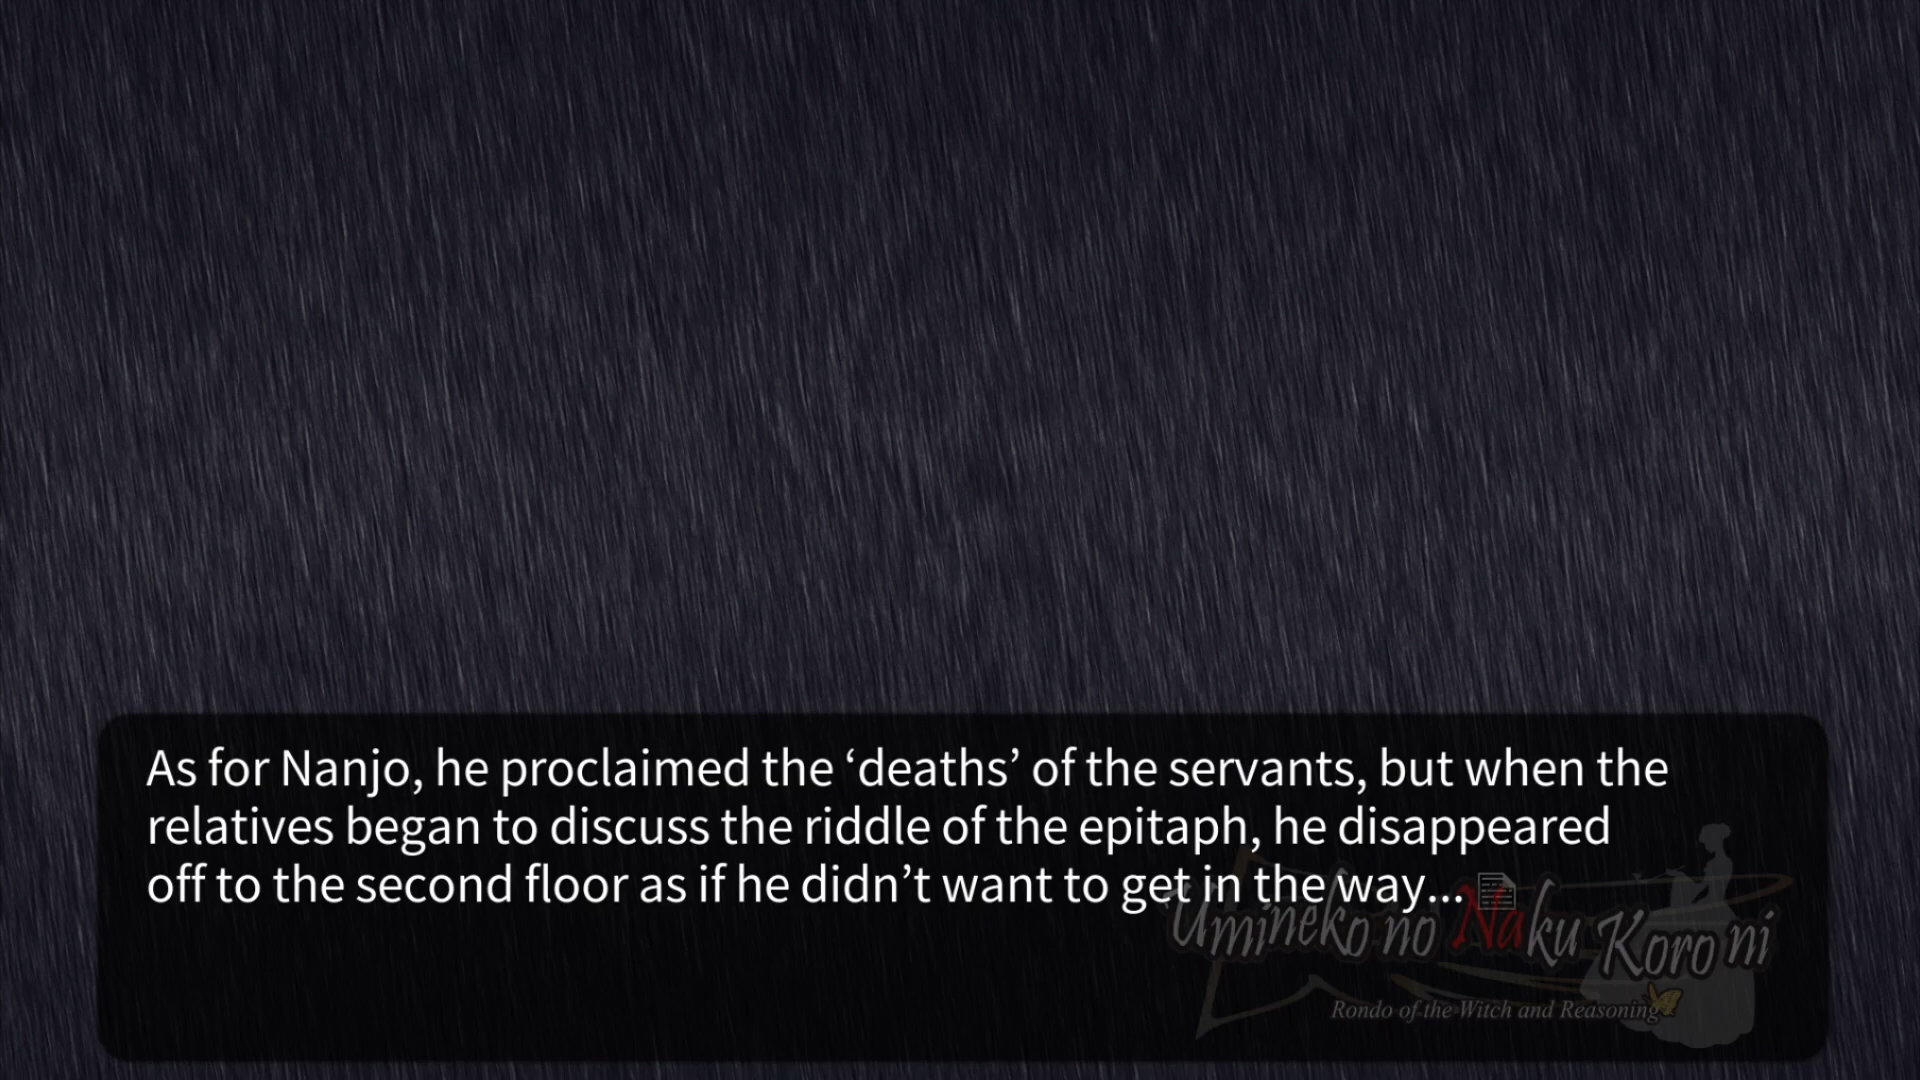 As for Nanjo, he proclaimed the ‘deaths’ of the servants, but when the
relatives began to discuss the riddle of the epitaph, he disappeared
off to the second floor as if he didn’t want to get in the way...
Umineko no Naku Koro ni
Rondo of the Witch and Reasoning